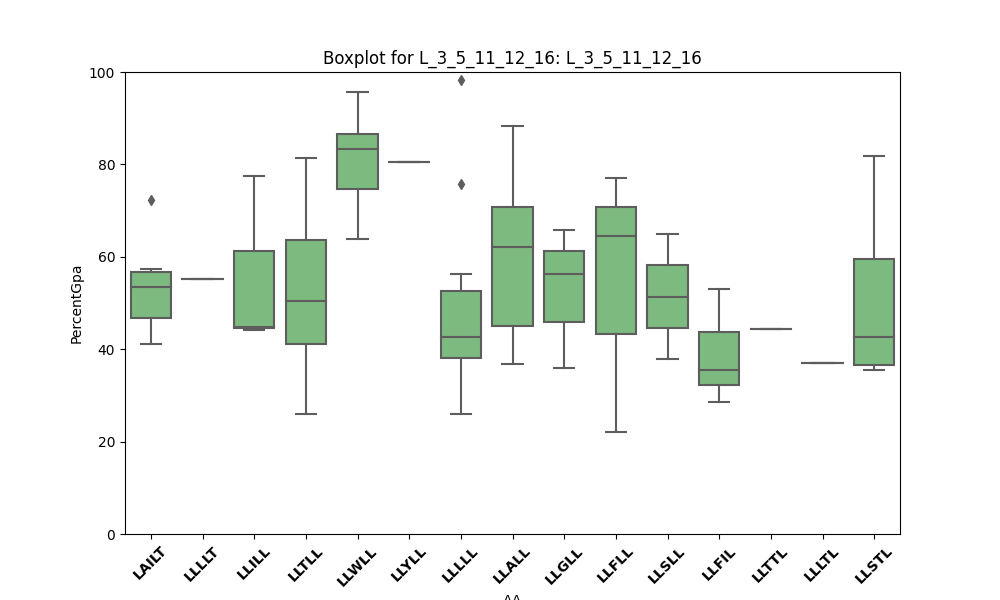 Boxplot for L_3_5_11_12_16: L_3_5_11_12_16
100
80
60
40
20
0
PercentGpa
LAILT LLLLT LLILL LLTLL LLWLL LLYLL LLLLL LLALL LLGLL LLFLL LLSLL LLFIL LLTTL LLLTL LLSTL
AA